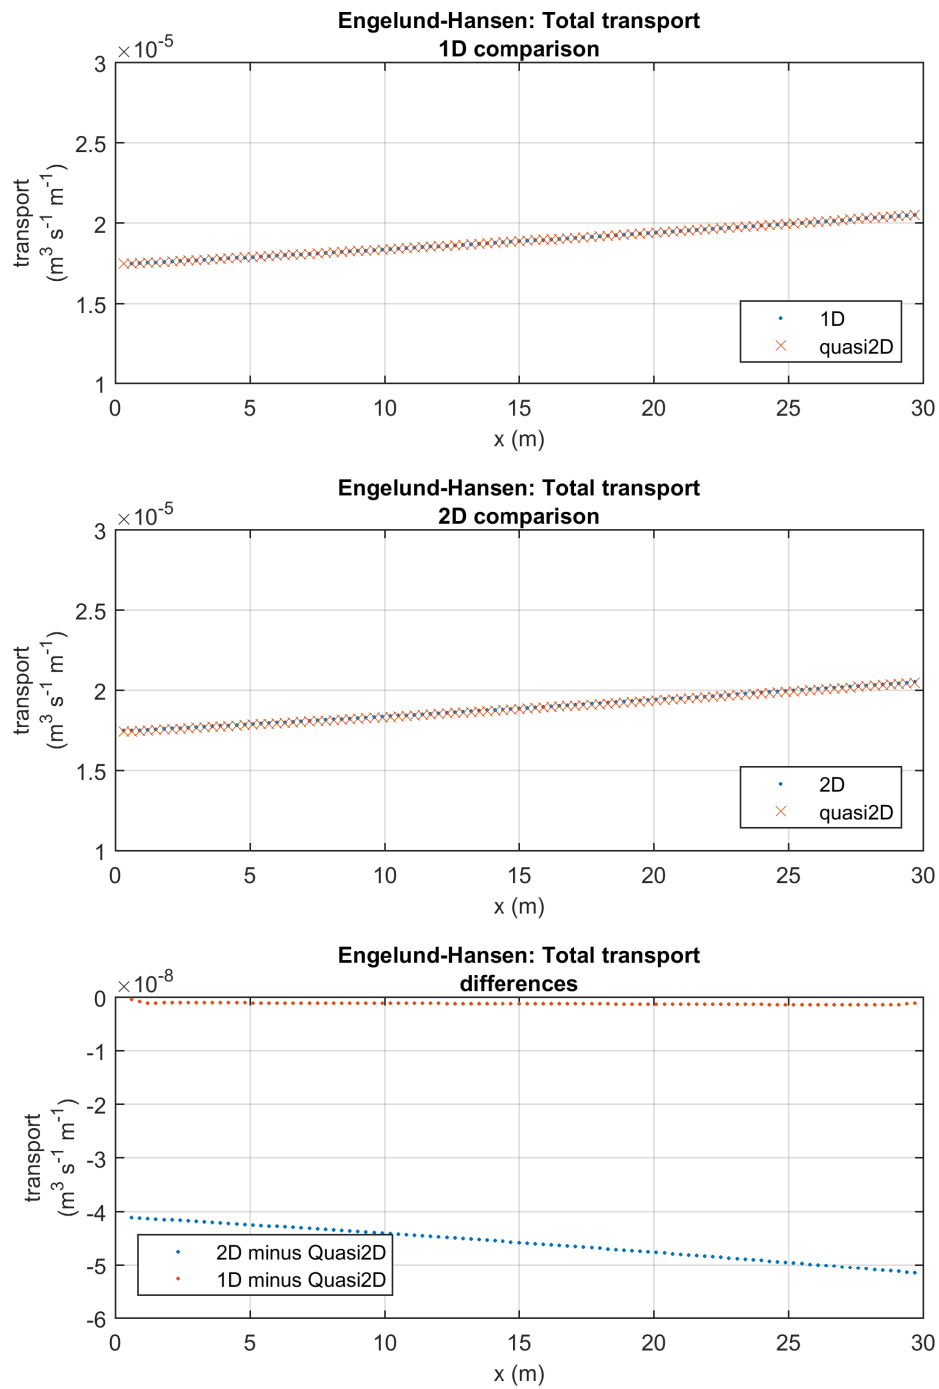 Engelund-Hansen: Total transport
1D comparison
×10-5
3
2.5
2
1.5
1
transport
(m3 s-1 m-1)
1D
quasi2D
0 5 10 15 20 25 30
x (m)
Engelund-Hansen: Total transport
2D comparison
×10-5
3
2.5
2
1.5
1
transport
(m3 s-1 m-1)
2D
quasi2D
0 5 10 15 20 25 30
x (m)
Engelund-Hansen: Total transport
differences
×10-8
0
-1
-2
-3
-4
-5
-6
transport
(m3 s-1 m-1)
2D minus Quasi2D
1D minus Quasi2D
0 5 10 15 20 25 30
x (m)